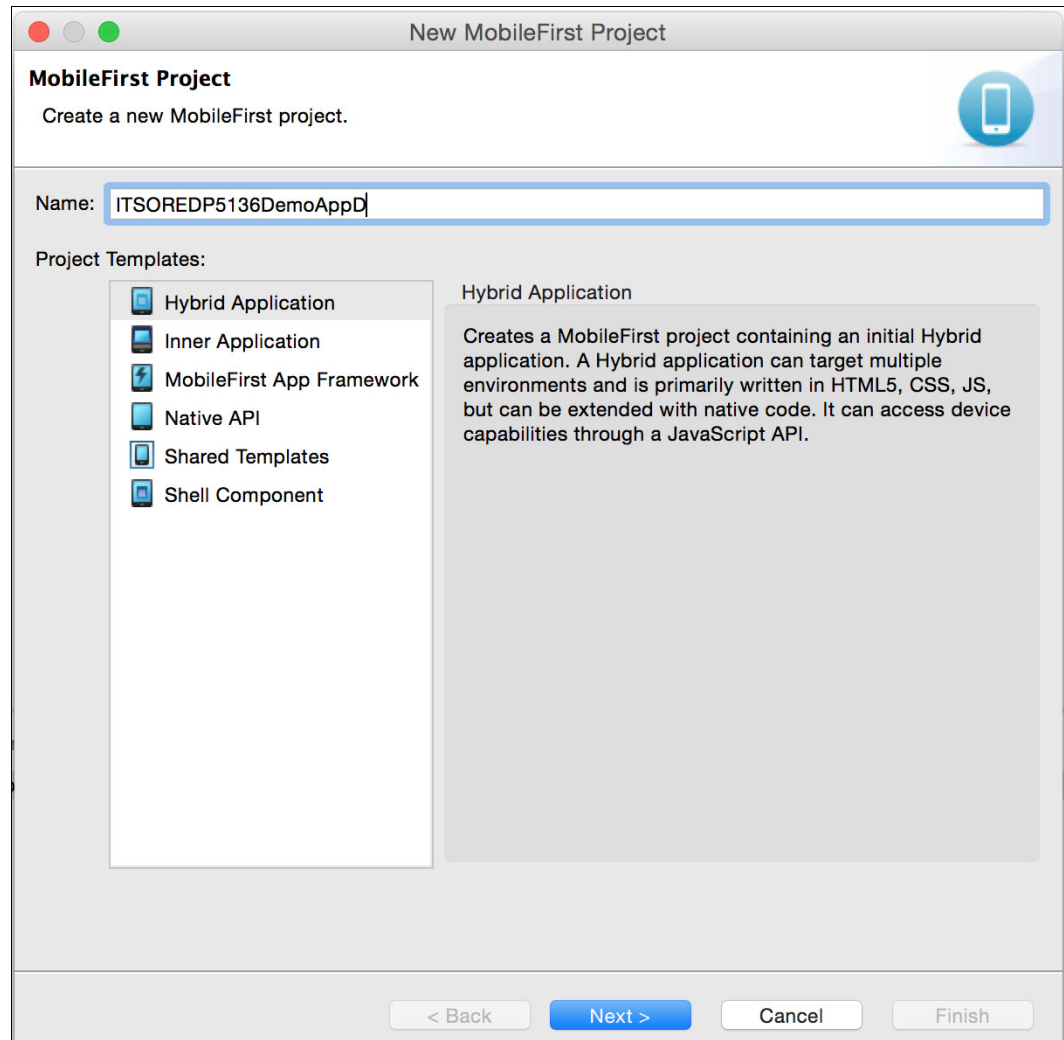 New MobileFirst Project
MobileFirst Project
Create a new MobileFirst project.
Name: ITSOREDP5136DemoAppD
Project Templates:
Hybrid Application
Inner Application
MobileFirst App Framework
Native API
Shared Templates
Shell Component
Hybrid Application
Creates a MobileFirst project containing an initial Hybrid
application. A Hybrid application can target multiple
environments and is primarily written in HTML5, CSS, JS,
but can be extended with native code. It can access device
capabilities through a JavaScript API.
< Back Next > Cancel Finish